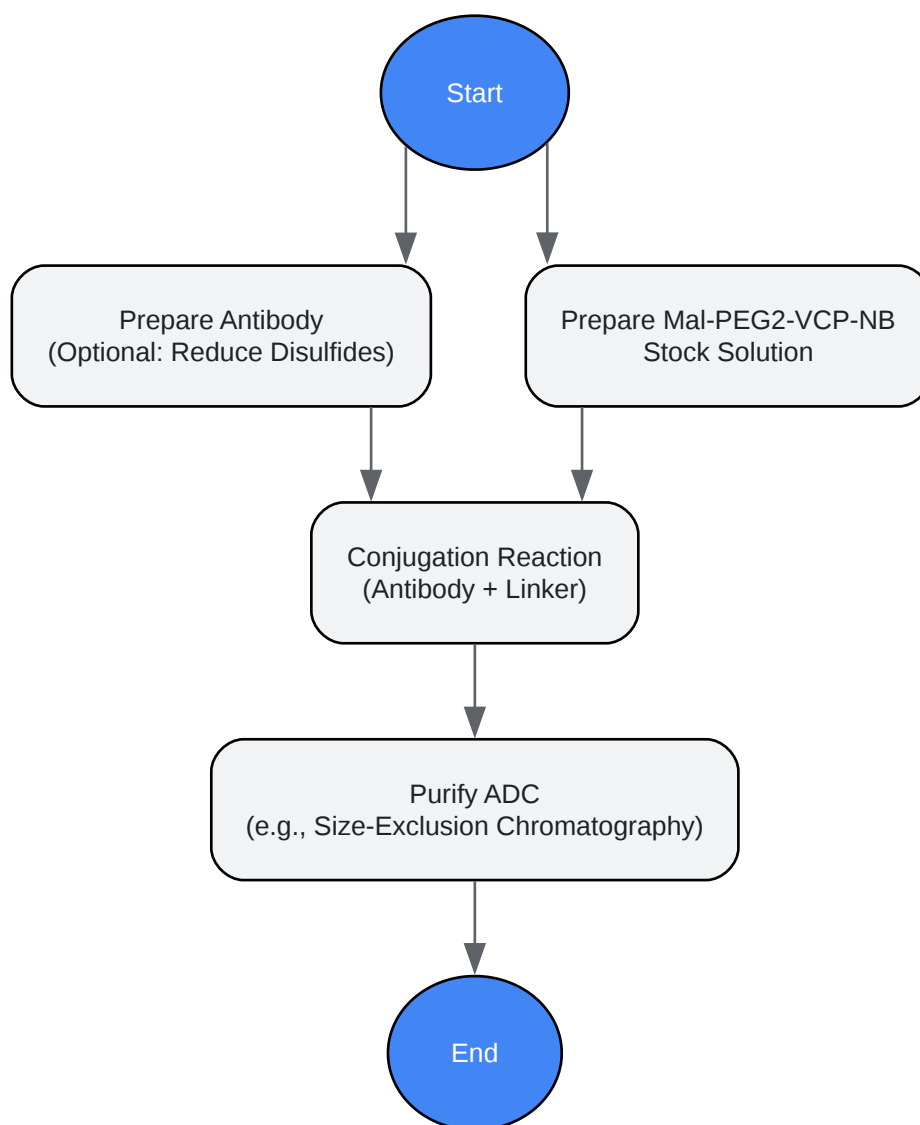 Start
Prepare Antibody
(Optional: Reduce Disulfides)
Prepare Mal-PEG2-VCP-NB
Stock Solution
Conjugation Reaction
(Antibody + Linker)
Purify ADC
(e.g., Size-Exclusion Chromatography)
End